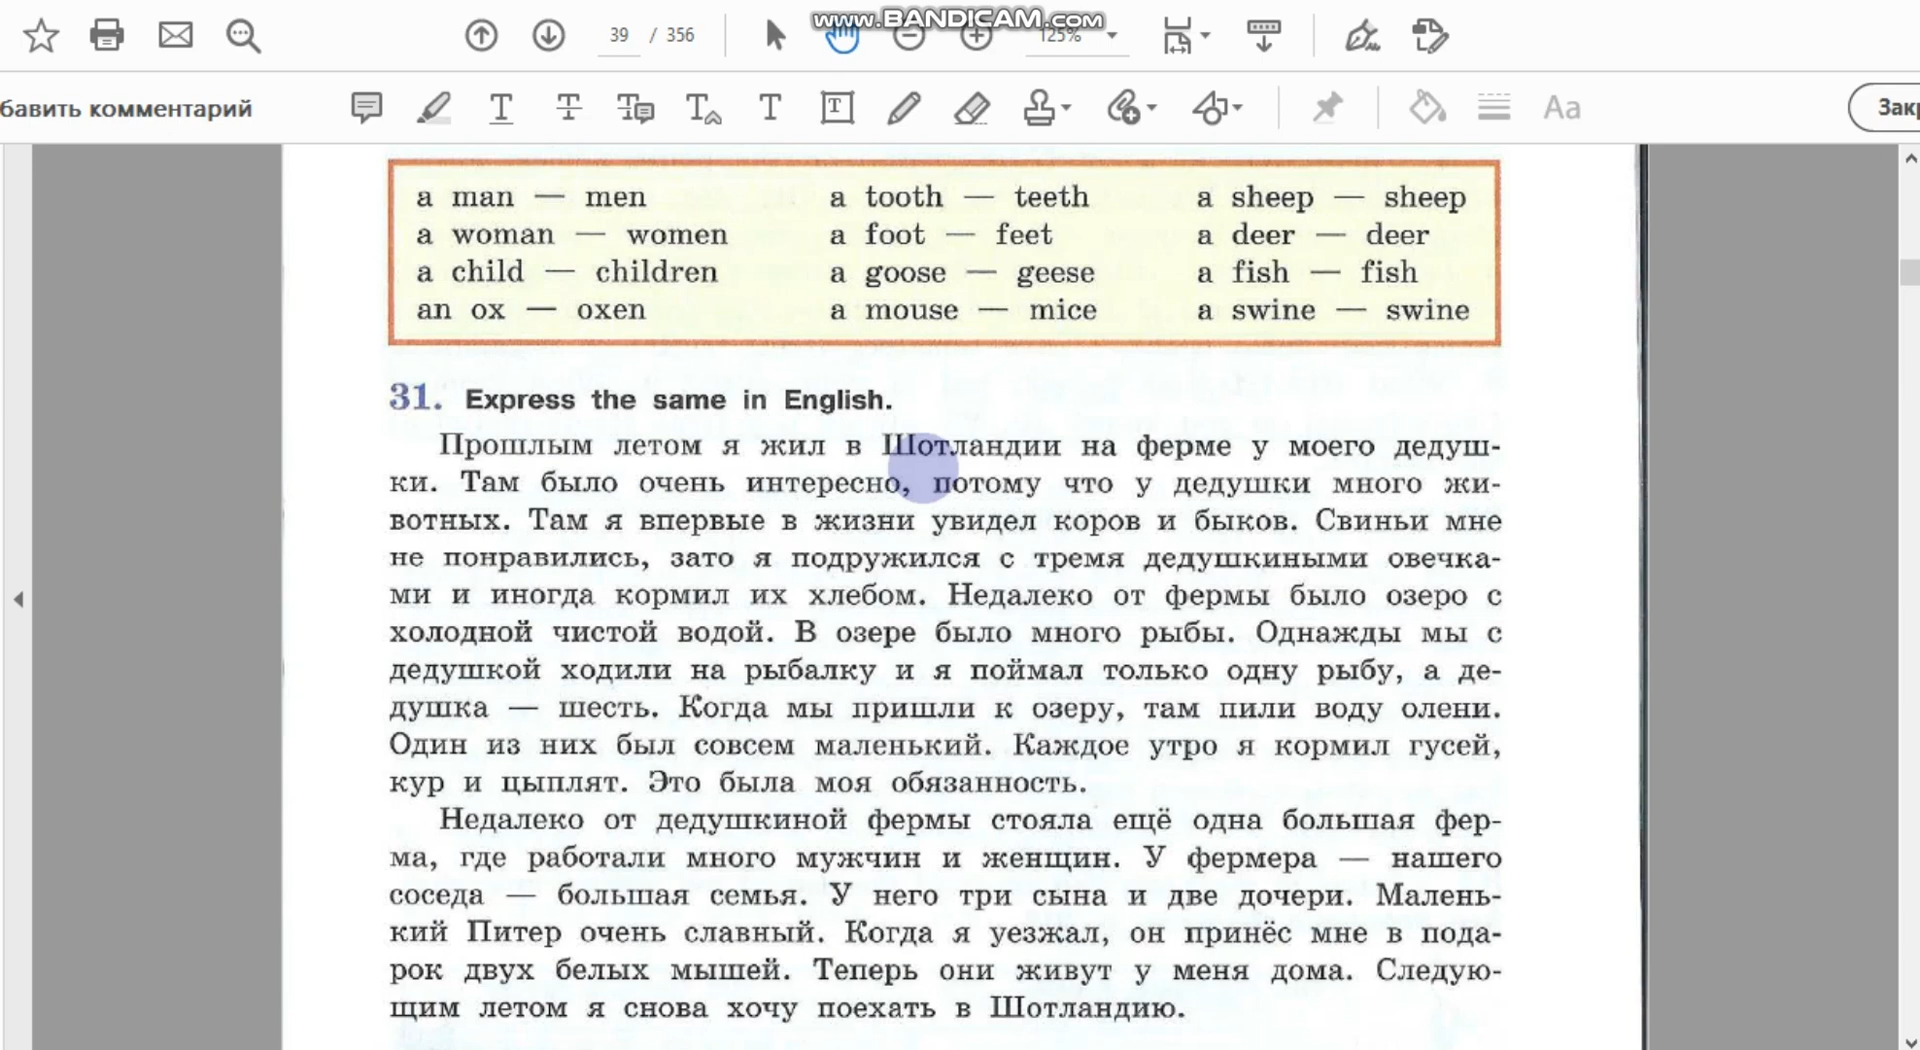 www.BANDICAM.com
39 / 356
125%
бавить комментарий
Aa
Зак
a man — men a tooth — teeth a sheep — sheep
a woman — women a foot — feet a deer — deer
a child — children a goose — geese a fish — fish
an ox — oxen a mouse — mice a swine — swine
31. Express the same in English.
Прошлым летом я жил в Шотландии на ферме у моего дедуш-
ки. Там было очень интересно, потому что у дедушки много жи-
вотных. Там я впервые в жизни увидел коров и быков. Свиньи мне
не понравились, зато я подружился с тремя дедушкиными овечка-
ми и иногда кормил их хлебом. Недалеко от фермы было озеро с
холодной чистой водой. В озере было много рыбы. Однажды мы с
дедушкой ходили на рыбалку и я поймал только одну рыбу, а де-
душка — шесть. Когда мы пришли к озеру, там пили воду олени.
Один из них был совсем маленький. Каждое утро я кормил гусей,
кур и цыплят. Это была моя обязанность.
Недалеко от дедушкиной фермы стояла ещё одна большая фер-
ма, где работали много мужчин и женщин. У фермера — нашего
соседа — большая семья. У него три сына и две дочери. Малень-
кий Питер очень славный. Когда я уезжал, он принёс мне в пода-
рок двух белых мышей. Теперь они живут у меня дома. Следую-
щим летом я снова хочу поехать в Шотландию.